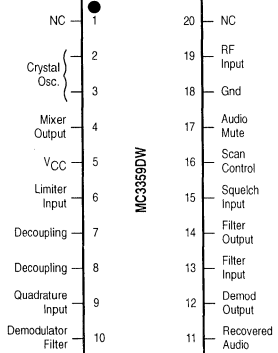 NC 1
Crystal Osc. 2
3
Mixer Output 4
VCC 5
Limiter Input 6
Decoupling 7
Decoupling 8
Quadrature Input 9
Demodulator Filter 10
MC3359DW
20 NC
19 RF Input
18 Gnd
17 Audio Mute
16 Scan Control
15 Squelch Input
14 Filter Output
13 Filter Input
12 Demod Output
11 Recovered Audio